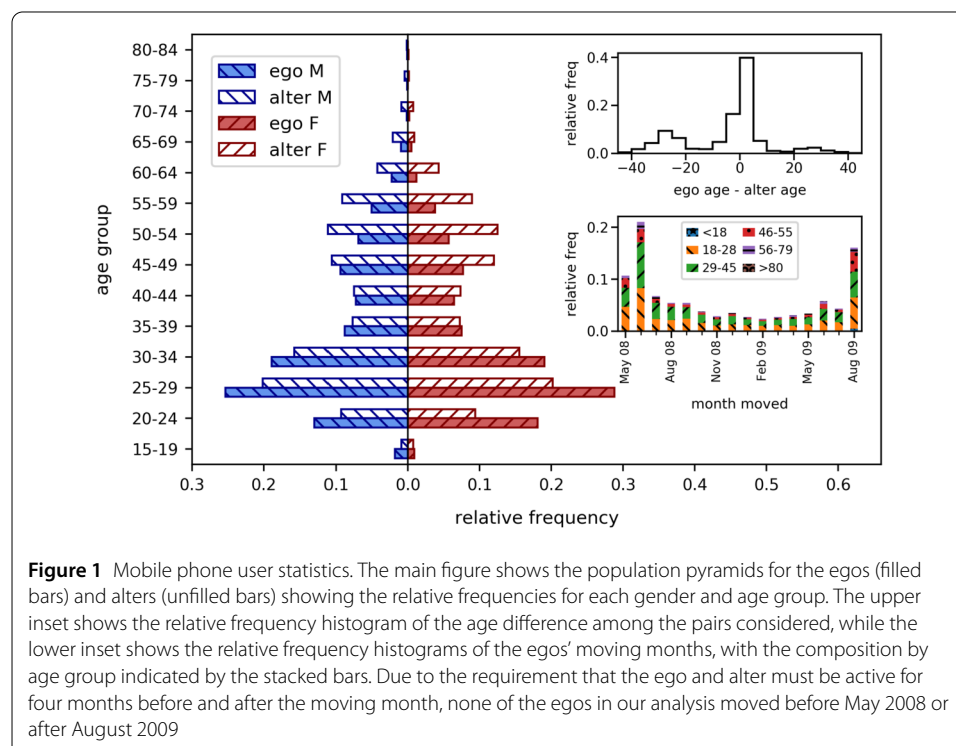 80-84
75-79
70-74
65-69
60-64
55-59
50-54
45-49
40-44
35-39
30-34
25-29
20-24
15-19
age group
ego M
alter M
ego F
alter F
0.3 0.2 0.1 0.0 0.1 0.2 0.3 0.4 0.5 0.6
relative frequency
0.4
0.2
0.0
relative freq
−40 −20 0 20 40
ego age - alter age
0.2
0.1
0.0
relative freq
<18 46-55
18-28 56-79
29-45 >80
May 08 Aug 08 Nov 08 Feb 09 May 09 Aug 09
month moved
Figure 1 Mobile phone user statistics. The main figure shows the population pyramids for the egos (filled
bars) and alters (unfilled bars) showing the relative frequencies for each gender and age group. The upper
inset shows the relative frequency histogram of the age difference among the pairs considered, while the
lower inset shows the relative frequency histograms of the egos' moving months, with the composition by
age group indicated by the stacked bars. Due to the requirement that the ego and alter must be active for
four months before and after the moving month, none of the egos in our analysis moved before May 2008 or
after August 2009